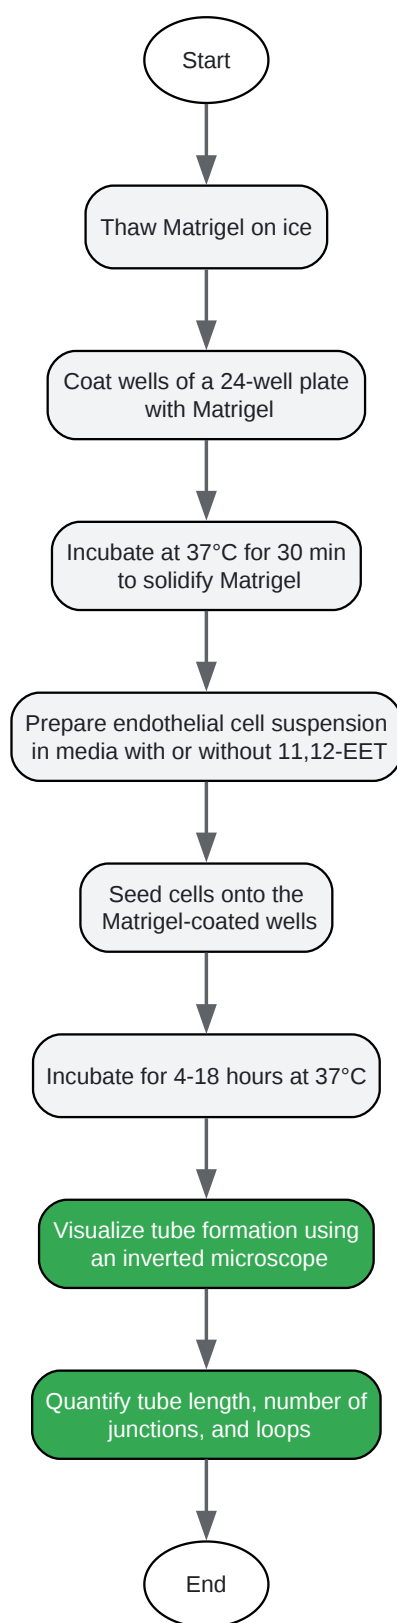 Start
Thaw Matrigel on ice
Coat wells of a 24-well plate
with Matrigel
Incubate at 37°C for 30 min
to solidify Matrigel
Prepare endothelial cell suspension
in media with or without 11,12-EET
Seed cells onto the
Matrigel-coated wells
Incubate for 4-18 hours at 37°C
Visualize tube formation using
an inverted microscope
Quantify tube length, number of
junctions, and loops
End